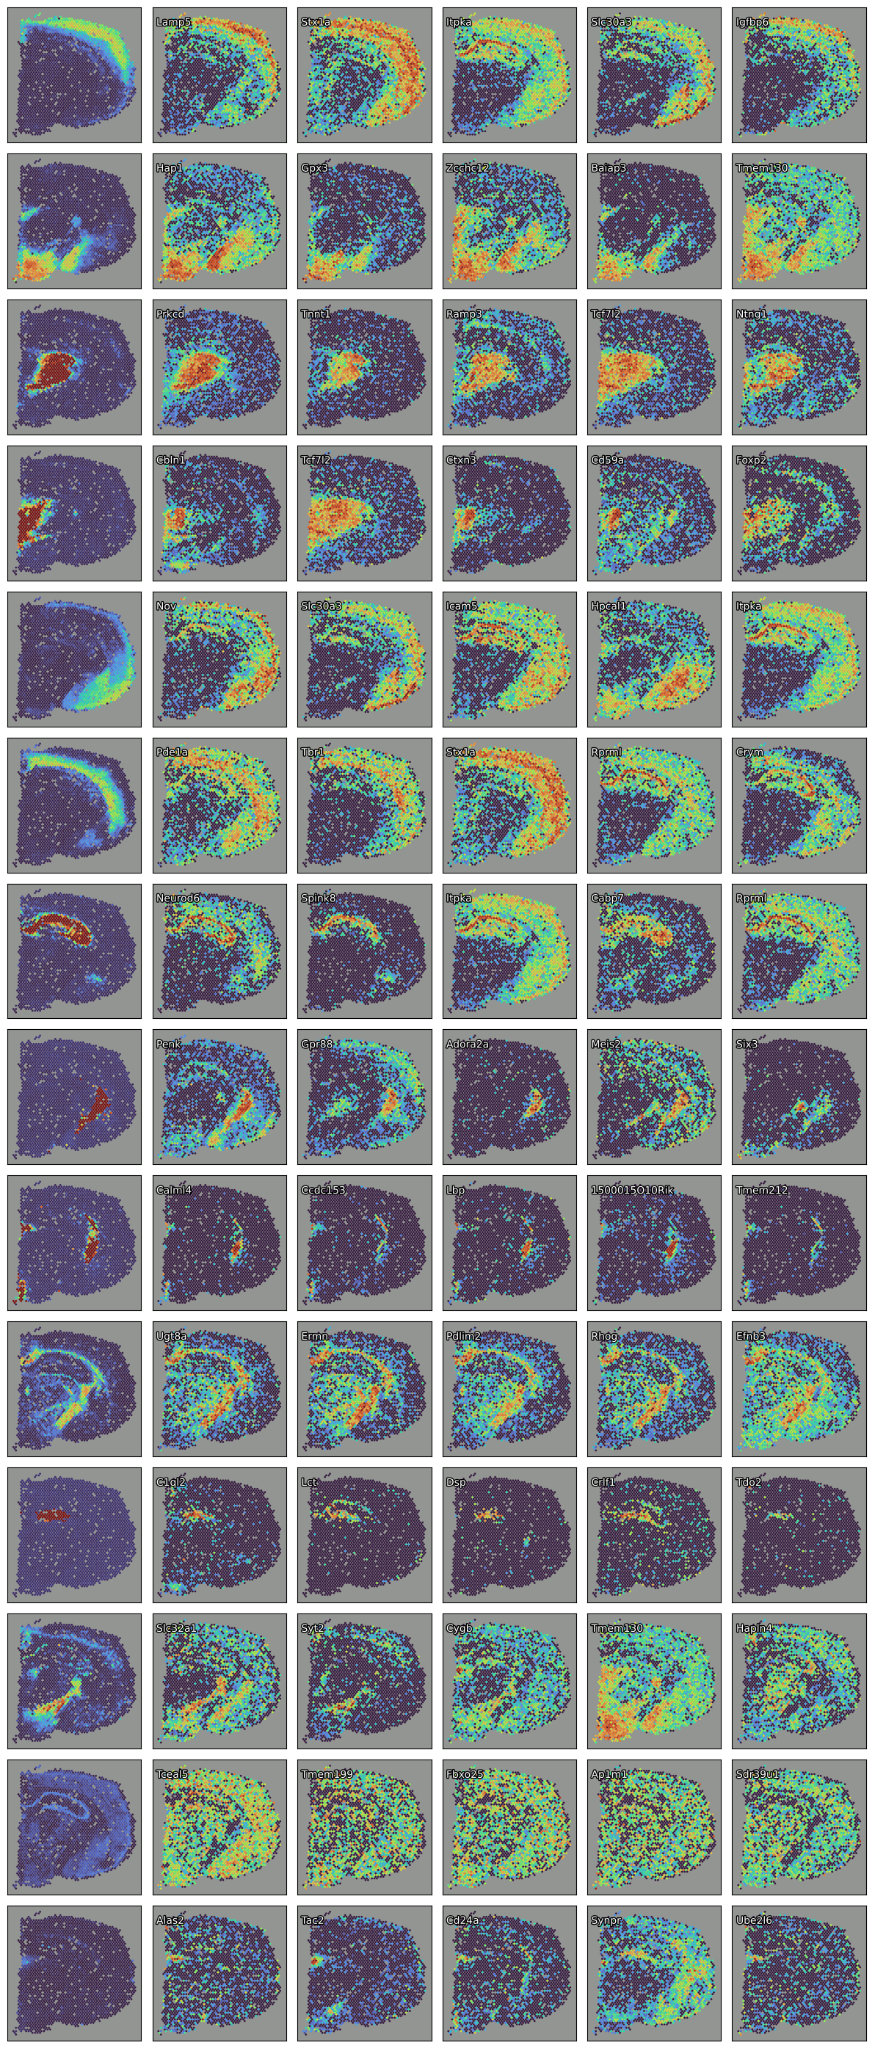 Lamp5 Stx1a Itpka Slc30a3 Igfbp6
Hap1 Gpx3 Zcchc12 Baiap3 Tmem130
Prkcd Tnnt1 Ramp3 Tcf7l2 Ntng1
Cbln1 Tcf7l2 Ctxn3 Cd59a Foxp2
Nov Slc30a3 Icam5 Hpcal1 Itpka
Pde1a Tbr1 Stx1a Rprml Crym
Neurod6 Spink8 Itpka Cabp7 Rprml
Penk Gpr88 Adora2a Meis2 Six3
Calml4 Ccdc153 Lbp 1500015O10Rik Tmem212
Ugt8a Ermn Pdlim2 Rhog Efnb3
C1ql2 Lct Dsp Crlf1 Tdo2
Slc32a1 Syt2 Cygb Tmem130 Hapln4
Tceal5 Tmem199 Fbxo25 Ap1m1 Sdr39u1
Alas2 Tac2 Cd24a Synpr Ube2l6